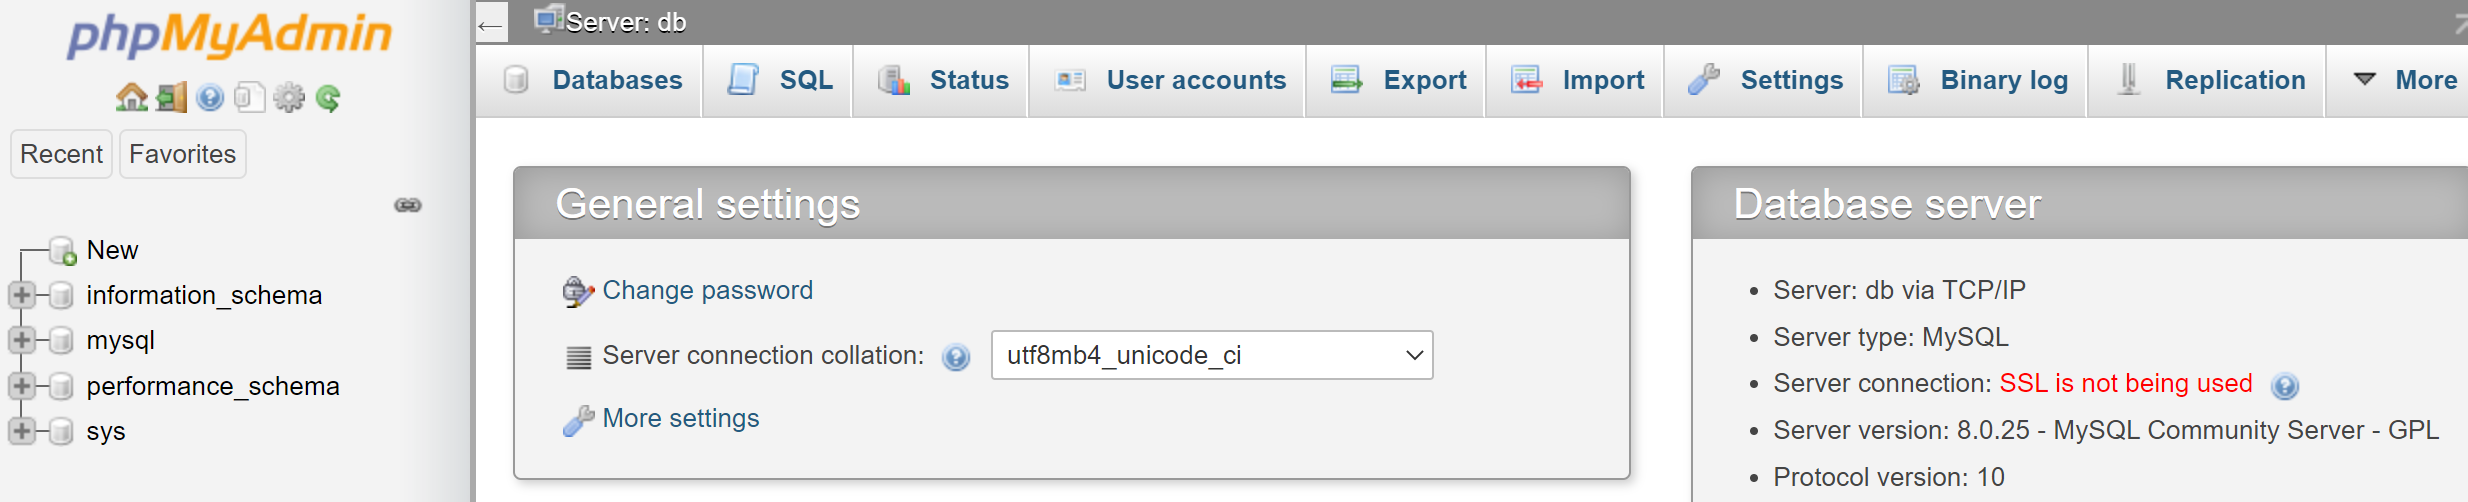 phpMyAdmin
Recent Favorites
New
information_schema
mysql
performance_schema
sys
Server: db
Databases SQL Status User accounts Export Import Settings Binary log Replication More
General settings
Change password
Server connection collation: utf8mb4_unicode_ci
More settings
Database server
Server: db via TCP/IP
Server type: MySQL
Server connection: SSL is not being used
Server version: 8.0.25 - MySQL Community Server - GPL
Protocol version: 10